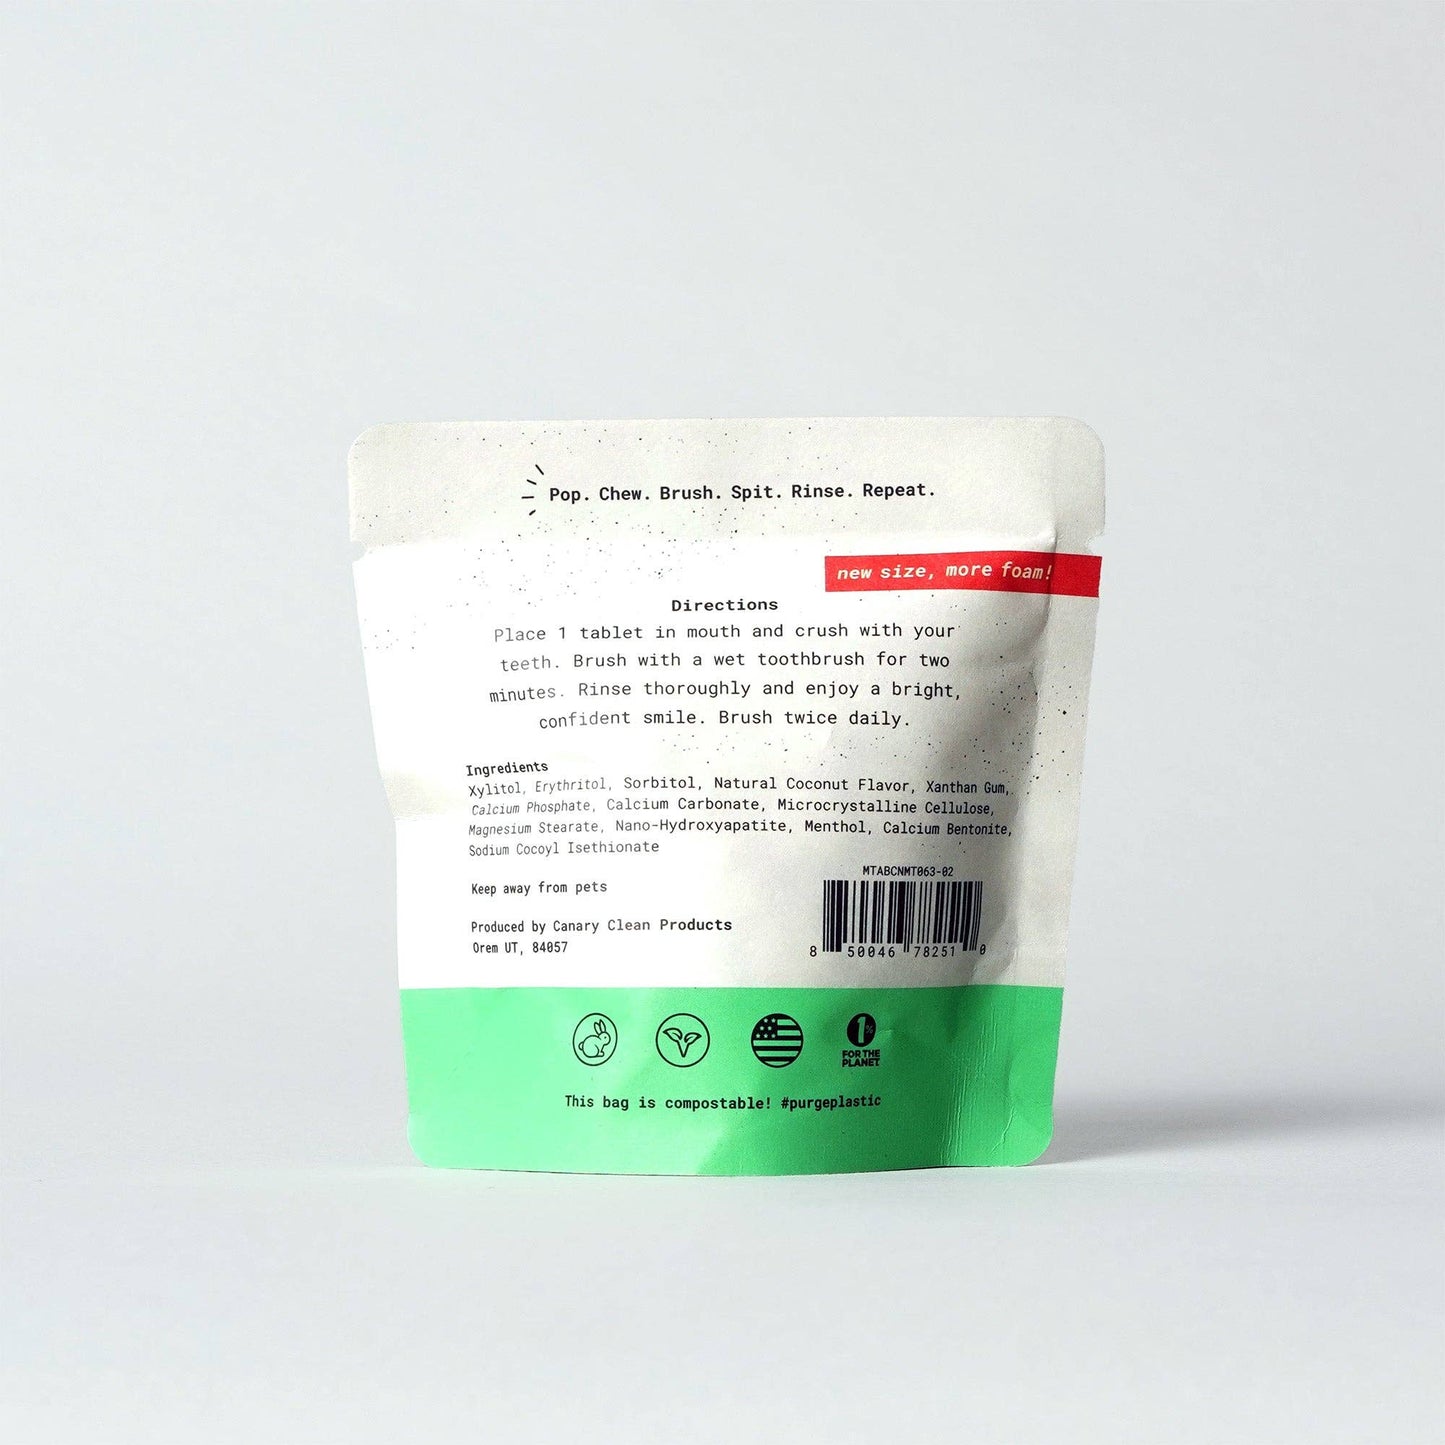 Pop. Chew. Brush. Spit. Rinse. Repeat.
new size, more foam!
Directions
Place 1 tablet in mouth and crush with your
teeth. Brush with a wet toothbrush for two
minutes. Rinse thoroughly and enjoy a bright,
confident smile. Brush twice daily.
Ingredients
Xylitol, Erythritol, Sorbitol, Natural Coconut Flavor, Xanthan Gum,
Calcium Phosphate, Calcium Carbonate, Microcrystalline Cellulose,
Magnesium Stearate, Nano-Hydroxyapatite, Menthol, Calcium Bentonite,
Sodium Cocoyl Isethionate
Keep away from pets
Produced by Canary Clean Products
Orem UT, 84057
MTABCNMT063-02
8 50046 78251 0
1%
FOR THE
PLANET
This bag is compostable! #purgeplastic